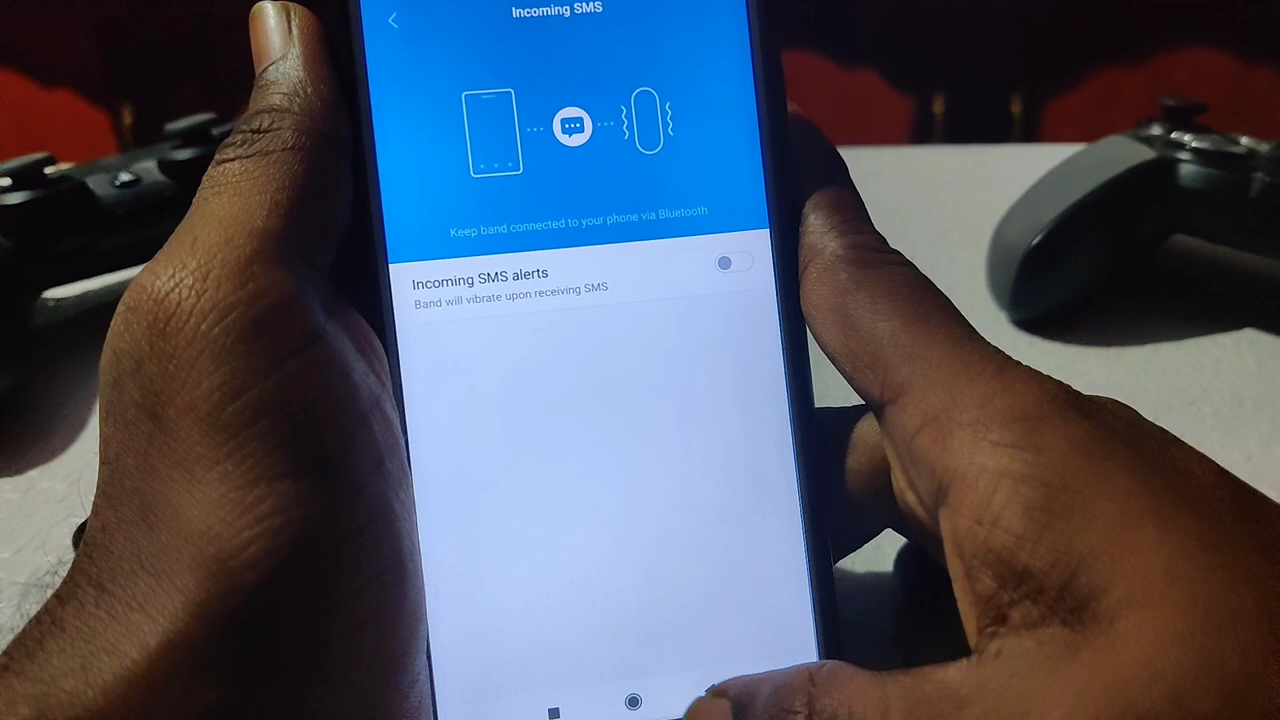 Incoming SMS
Keep band connected to your phone via Bluetooth
Incoming SMS alerts
Band will vibrate upon receiving SMS